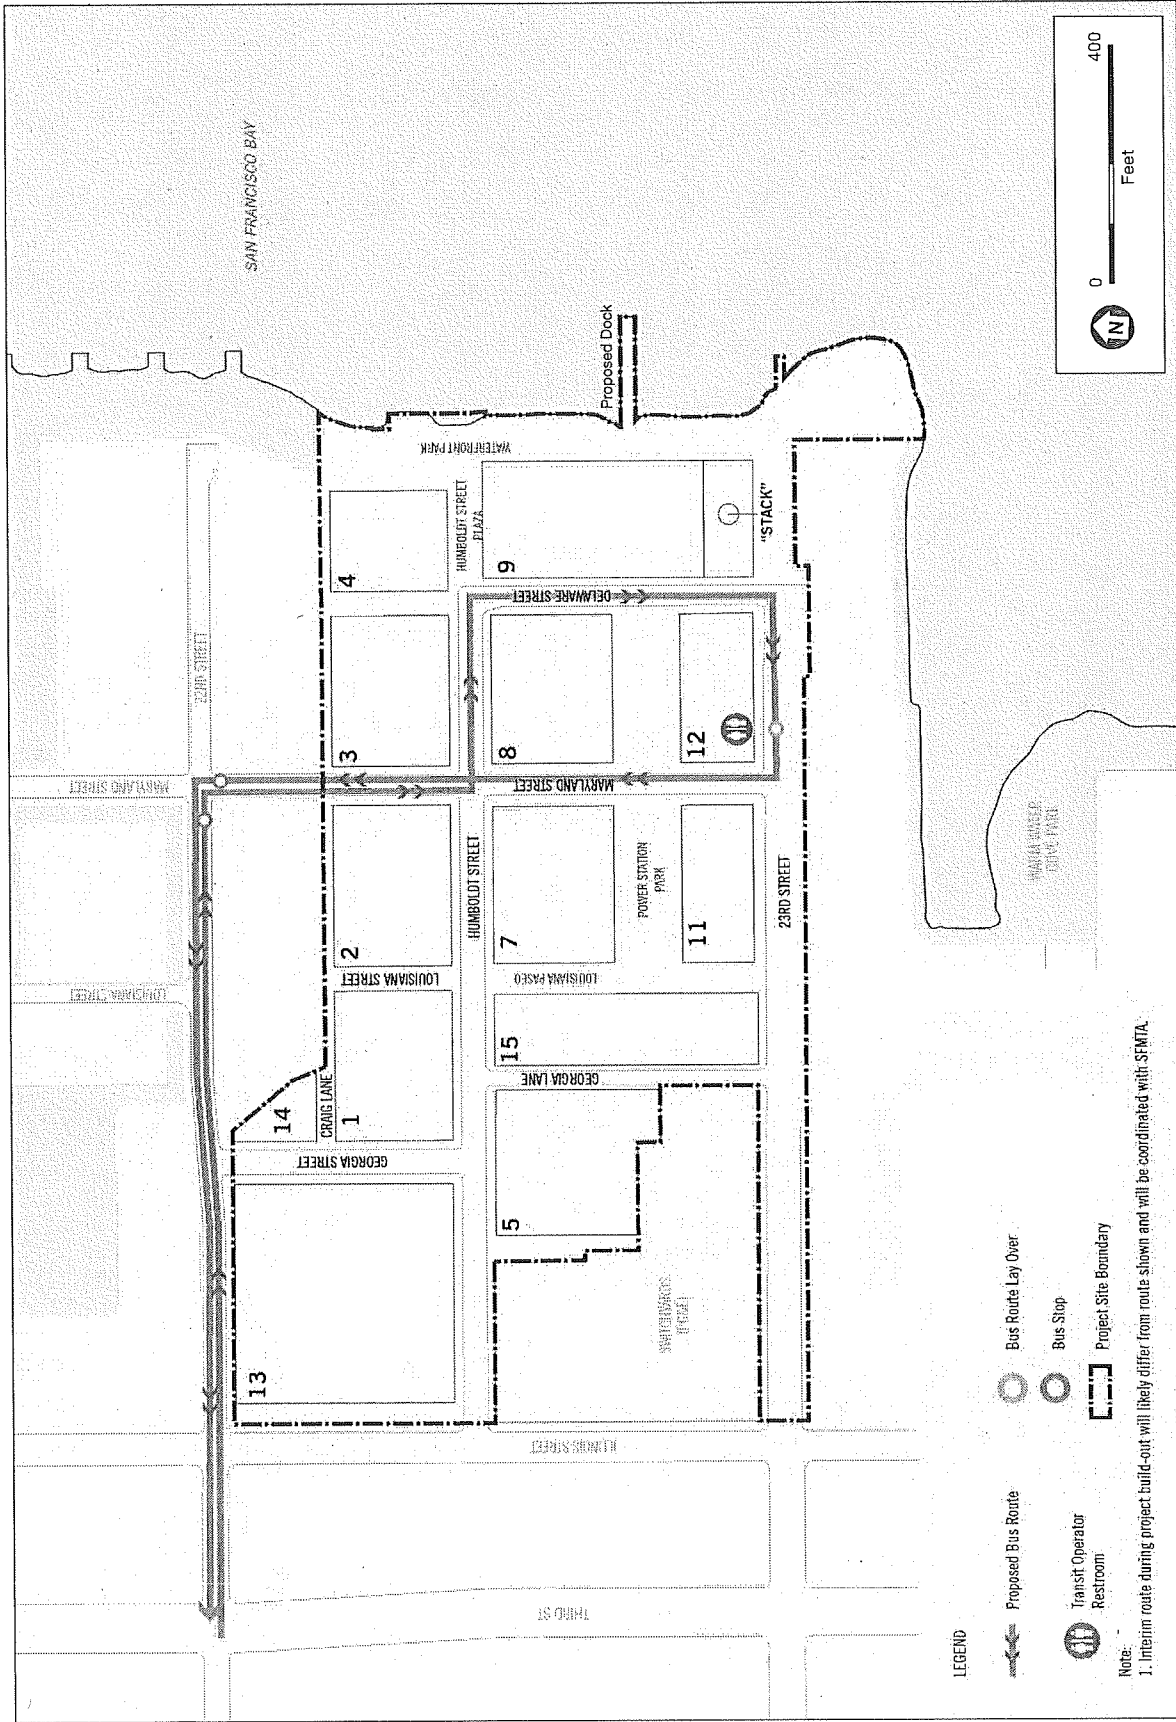 SAN FRANCISCO BAY
22ND STREET
MARYLAND STREET
LOUISIANA STREET
14
CRAIG LANE
13
GEORGIA STREET
1
LOUISIANA STREET
2
3
4
HUMBOLDT STREET
HUMBOLDT STREET
PLAZA
WATERFRONT PARK
Proposed Dock
5
GEORGIA LANE
15
LOUISIANA PASEO
7
MARYLAND STREET
8
DELAWARE STREET
9
POWER STATION
PARK
11
12
"STACK"
23RD STREET
ILLINOIS STREET
THIRD ST
LEGEND
Proposed Bus Route
Transit Operator
Restroom
Bus Route Lay Over
Bus Stop
Project Site Boundary
Note:
1. Interim route during project build-out will likely differ from route shown and will be coordinated with SFMTA.
N
0
400
Feet